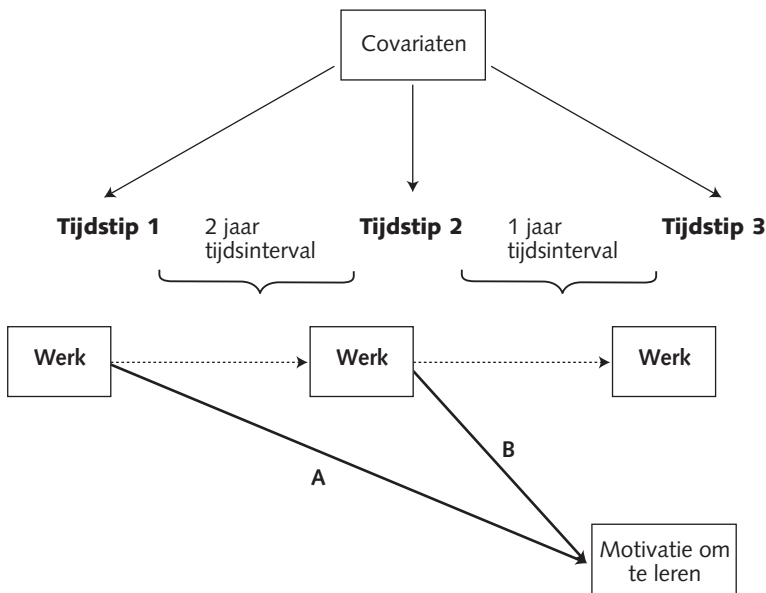 Covariaten
Tijdstip 1
2 jaar
tijdsinterval
Tijdstip 2
1 jaar
tijdsinterval
Tijdstip 3
Werk
Werk
Werk
A
B
Motivatie om
te leren